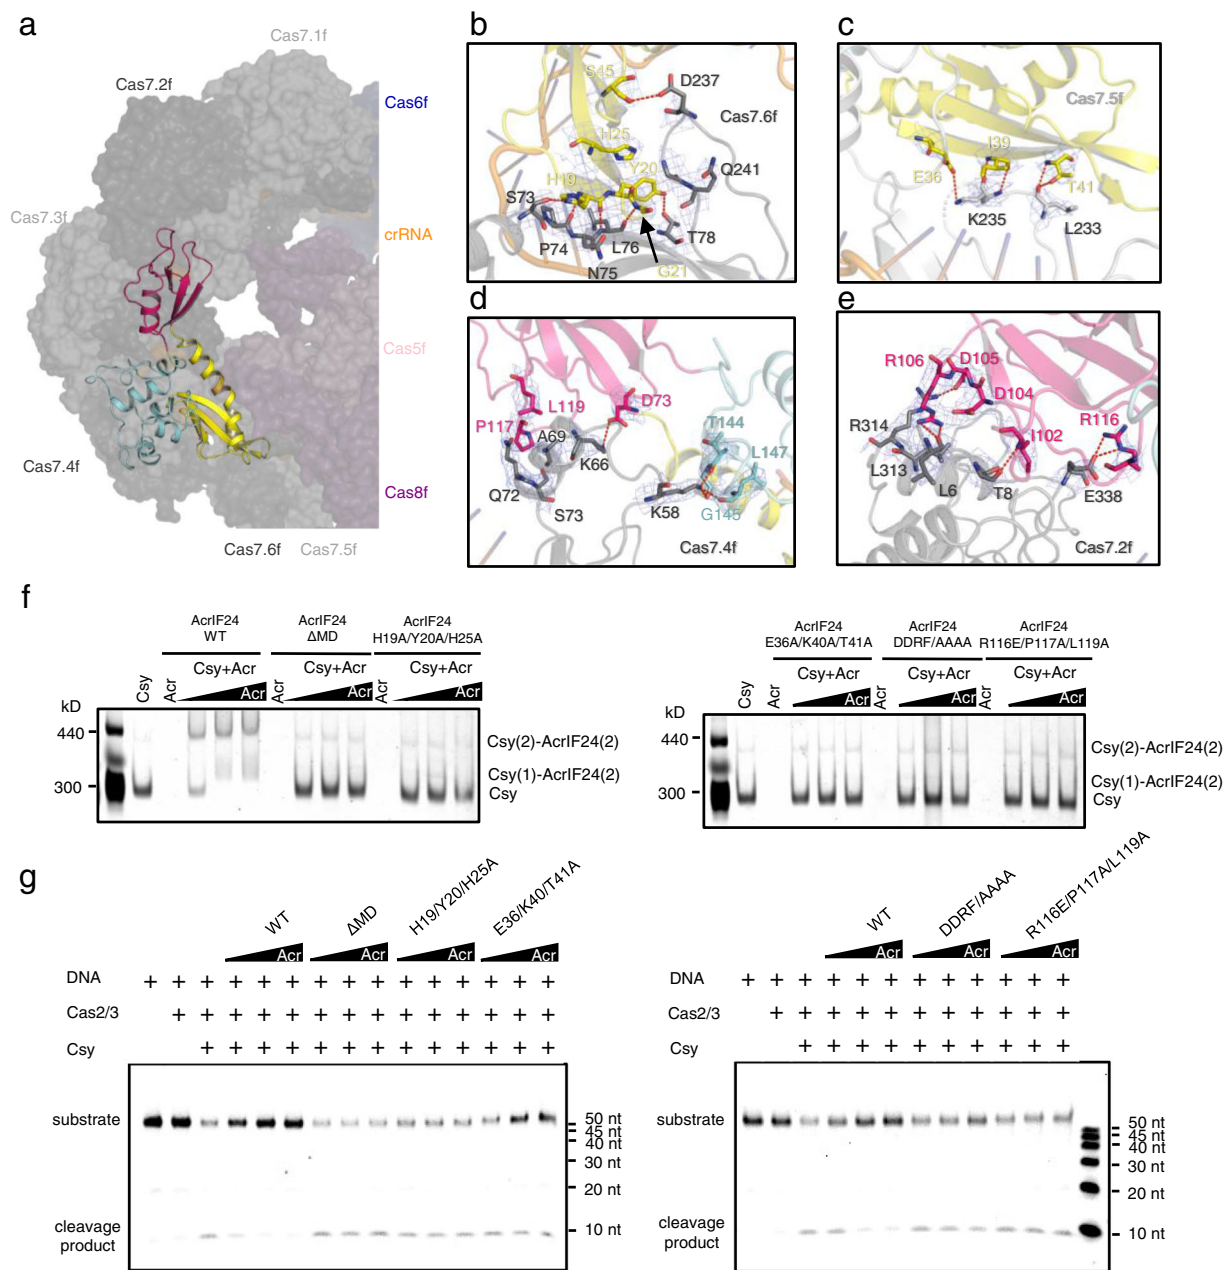 a
Cas7.1f
Cas7.2f
Cas6f
Cas7.3f
crRNA
Cas5f
Cas7.4f
Cas8f
Cas7.6f
Cas7.5f
b
S45
D237
Cas7.6f
H25
Y20
Q241
H19
S73
P74
L76
T78
N75
G21
c
Cas7.5f
I39
E36
T41
K235
L233
d
L119
D73
P117
A69
T144
K66
L147
Q72
S73
K58
G145
Cas7.4f
e
R106
D105
D104
R116
R314
I102
L313
L6
T8
E338
Cas7.2f
f
AcrIF24 WT
AcrIF24 ΔMD
AcrIF24 H19A/Y20A/H25A
Csy+Acr
Csy+Acr
Csy+Acr
Csy
Acr
Acr
Acr
Acr
Acr
Acr
kD
440
300
Csy(2)-AcrIF24(2)
Csy(1)-AcrIF24(2)
Csy
AcrIF24 E36A/K40A/T41A
AcrIF24 DDRF/AAAA
AcrIF24 R116E/P117A/L119A
Csy+Acr
Csy+Acr
Csy+Acr
Csy
Acr
Acr
Acr
Acr
Acr
Acr
kD
440
300
Csy(2)-AcrIF24(2)
Csy(1)-AcrIF24(2)
Csy
g
WT
ΔMD
H19/Y20/H25A
E36/K40/T41A
Acr
Acr
Acr
Acr
DNA + + + + + + + + + + + + + + +
Cas2/3 + + + + + + + + + + + + + +
Csy + + + + + + + + + + + + +
substrate
cleavage
product
50 nt
45 nt
40 nt
30 nt
20 nt
10 nt
WT
DDRF/AAAA
R116E/P117A/L119A
Acr
Acr
Acr
DNA + + + + + + + + + + + +
Cas2/3 + + + + + + + + + + +
Csy + + + + + + + + + +
substrate
cleavage
product
50 nt
45 nt
40 nt
30 nt
20 nt
10 nt